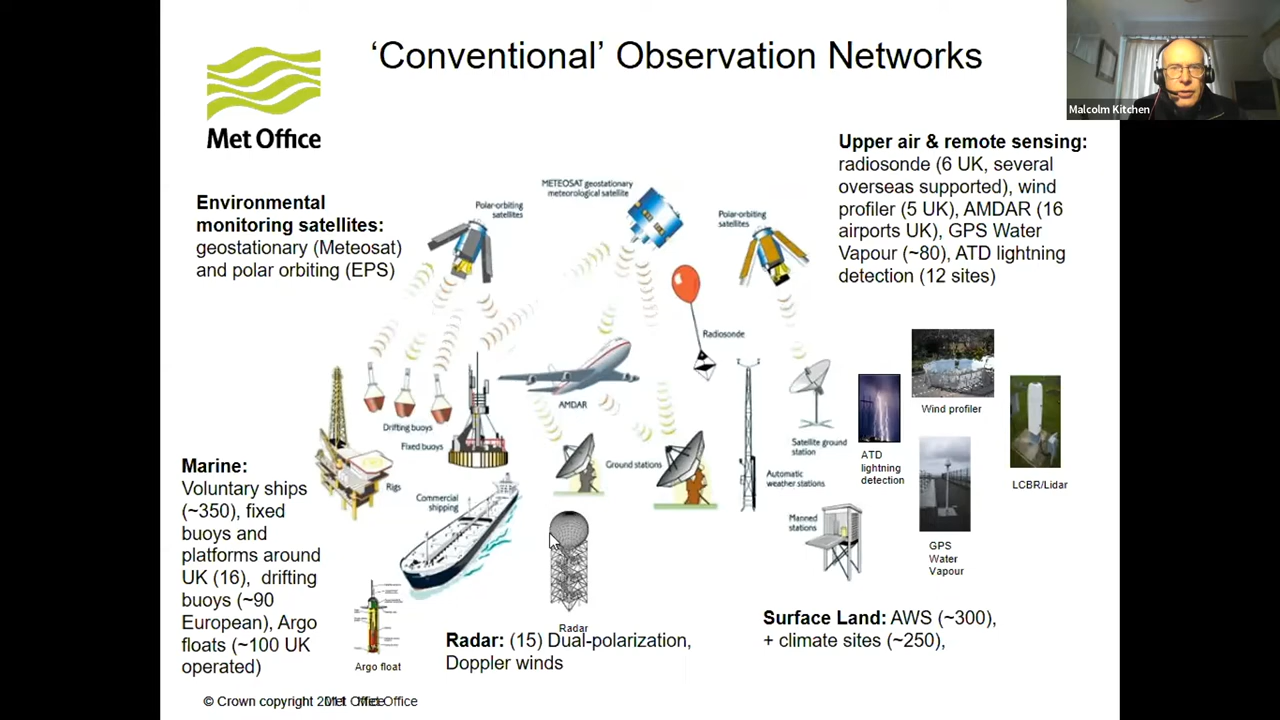 ‘Conventional’ Observation Networks
Malcolm Kitchen
Met Office
Environmental
monitoring satellites:
geostationary (Meteosat)
and polar orbiting (EPS)
Upper air & remote sensing:
radiosonde (6 UK, several
overseas supported), wind
profiler (5 UK), AMDAR (16
airports UK), GPS Water
Vapour (~80), ATD lightning
detection (12 sites)
METEOSAT geostationary
meteorological satellite
Polar-orbiting
satellites
Polar-orbiting
satellites
Radiosonde
AMDAR
Drifting buoys
Fixed buoys
Rigs
Commercial
shipping
Ground stations
Satellite ground
station
Automatic
weather stations
Manned
stations
Wind profiler
ATD
lightning
detection
LCBR/Lidar
GPS
Water
Vapour
Marine:
Voluntary ships
(~350), fixed
buoys and
platforms around
UK (16), drifting
buoys (~90
European), Argo
floats (~100 UK
operated)
Argo float
Radar
Radar: (15) Dual-polarization,
Doppler winds
Surface Land: AWS (~300),
+ climate sites (~250),
© Crown copyright Met Office